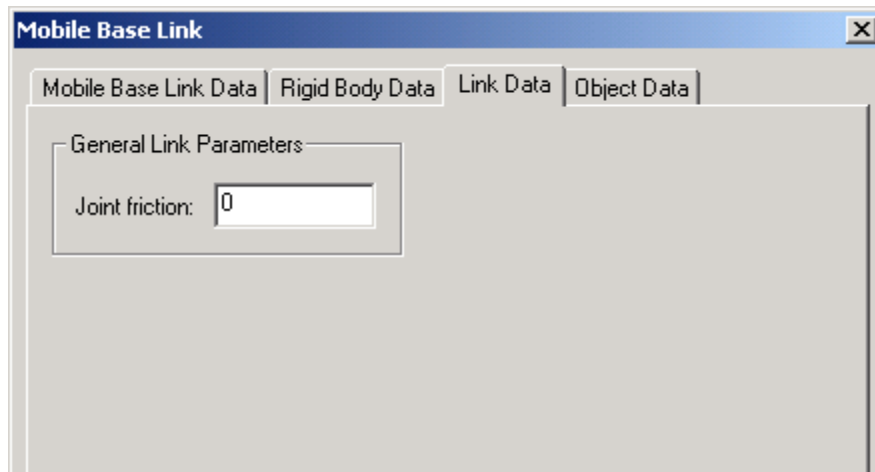 Mobile Base Link
Mobile Base Link Data Rigid Body Data Link Data Object Data
General Link Parameters
Joint friction: 0